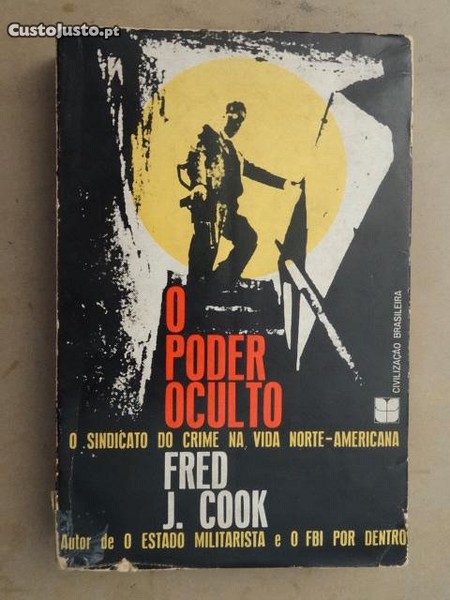 CustoJusto.pt
O
PODER
OCULTO
O SINDICATO DO CRIME NA VIDA NORTE-AMERICANA
FRED
J. COOK
Autor de O ESTADO MILITARISTA e O FBI POR DENTRO
CIVILIZAÇÃO BRASILEIRA